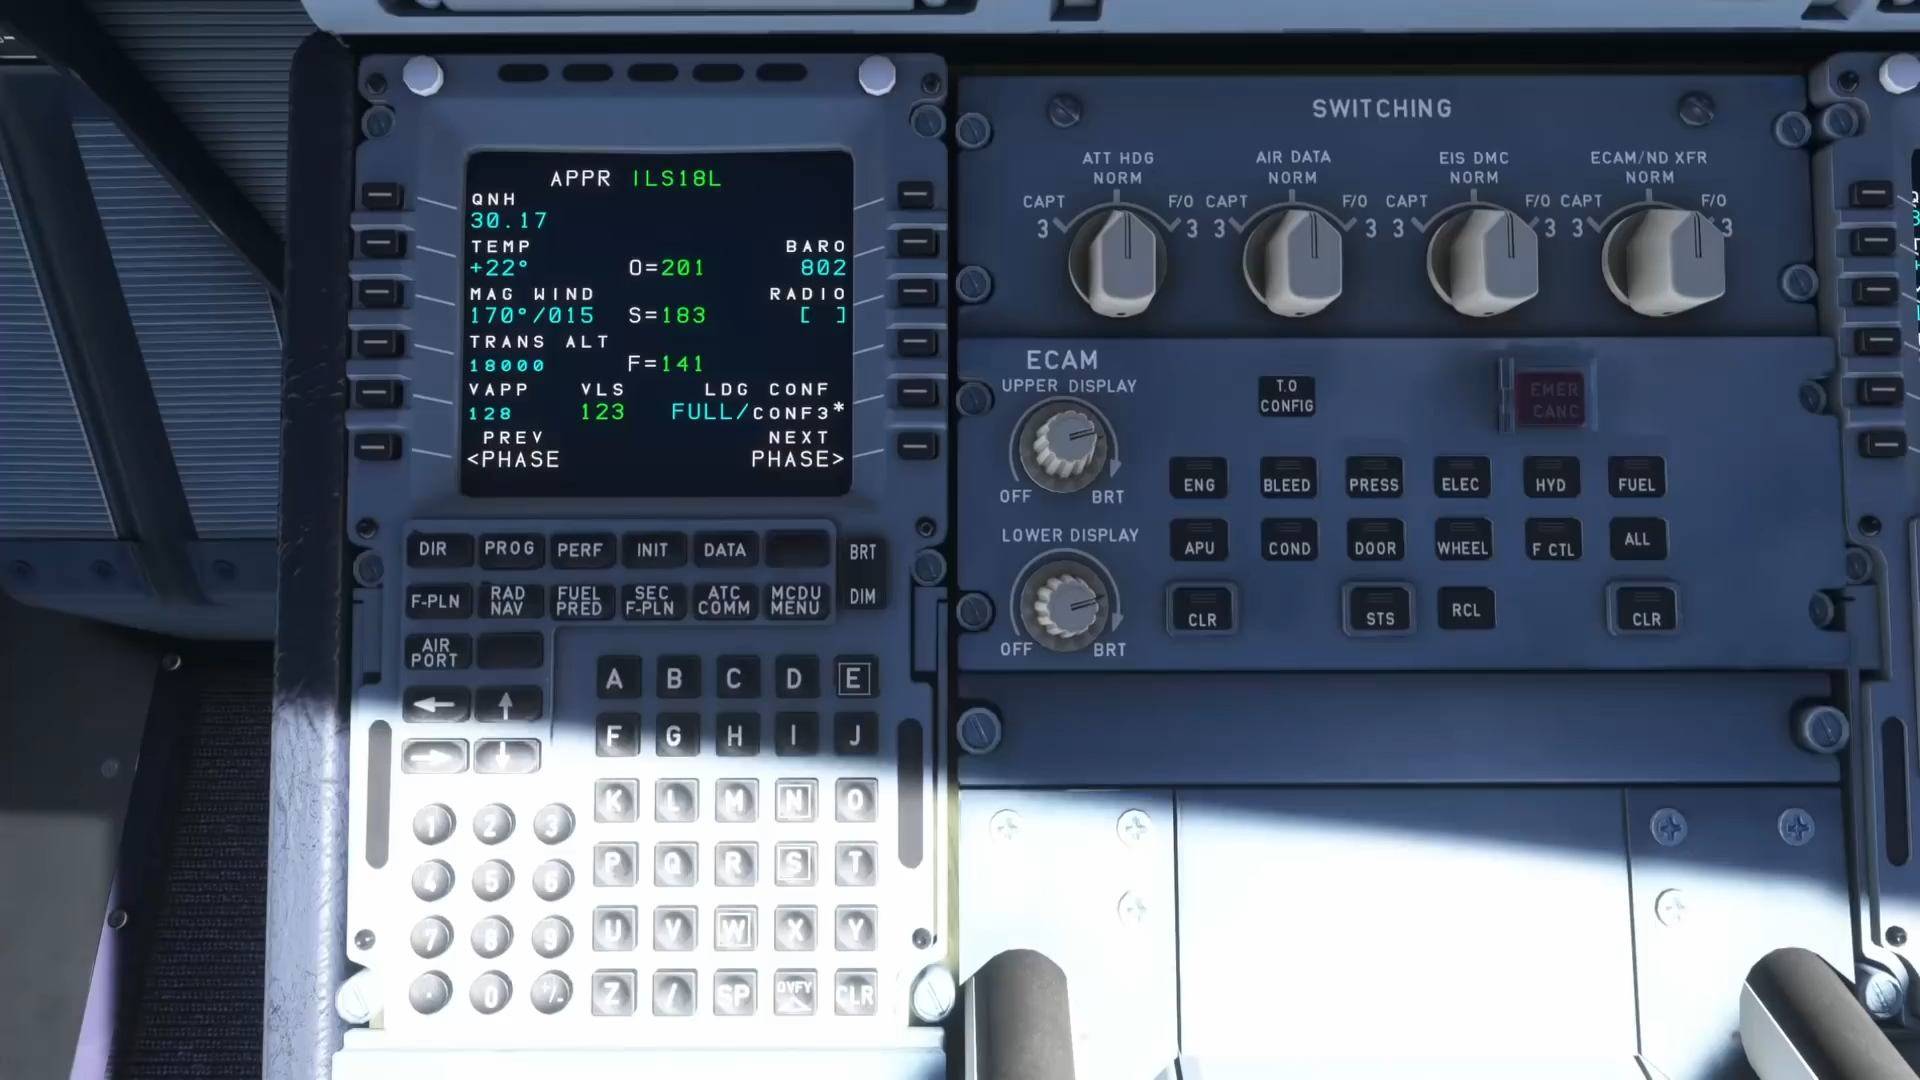 APPR ILS18L
QNH
30.17
TEMP BARO
+22° O=201 802
MAG WIND RADIO
170°/015 S=183 [ ]
TRANS ALT
18000 F=141
VAPP VLS LDG CONF
128 123 FULL/CONF3*
PREV NEXT
<PHASE PHASE>
DIR PROG PERF INIT DATA BRT
F-PLN RAD NAV FUEL PRED SEC F-PLN ATC COMM MCDU MENU DIM
AIR PORT
A B C D E
F G H I J
K L M N O
1 2 3
P Q R S T
4 5 6
U V W X Y
7 8 9
Z / SP OVFY CLR
. 0 +/-
SWITCHING
ATT HDG AIR DATA EIS DMC ECAM/ND XFR
NORM NORM NORM NORM
CAPT F/O CAPT F/O CAPT F/O CAPT F/O
3 3 3 3 3 3 3 3
ECAM
UPPER DISPLAY
OFF BRT
T.O CONFIG
EMER CANC
ENG BLEED PRESS ELEC HYD FUEL
LOWER DISPLAY
OFF BRT
APU COND DOOR WHEEL F CTL ALL
CLR STS RCL CLR